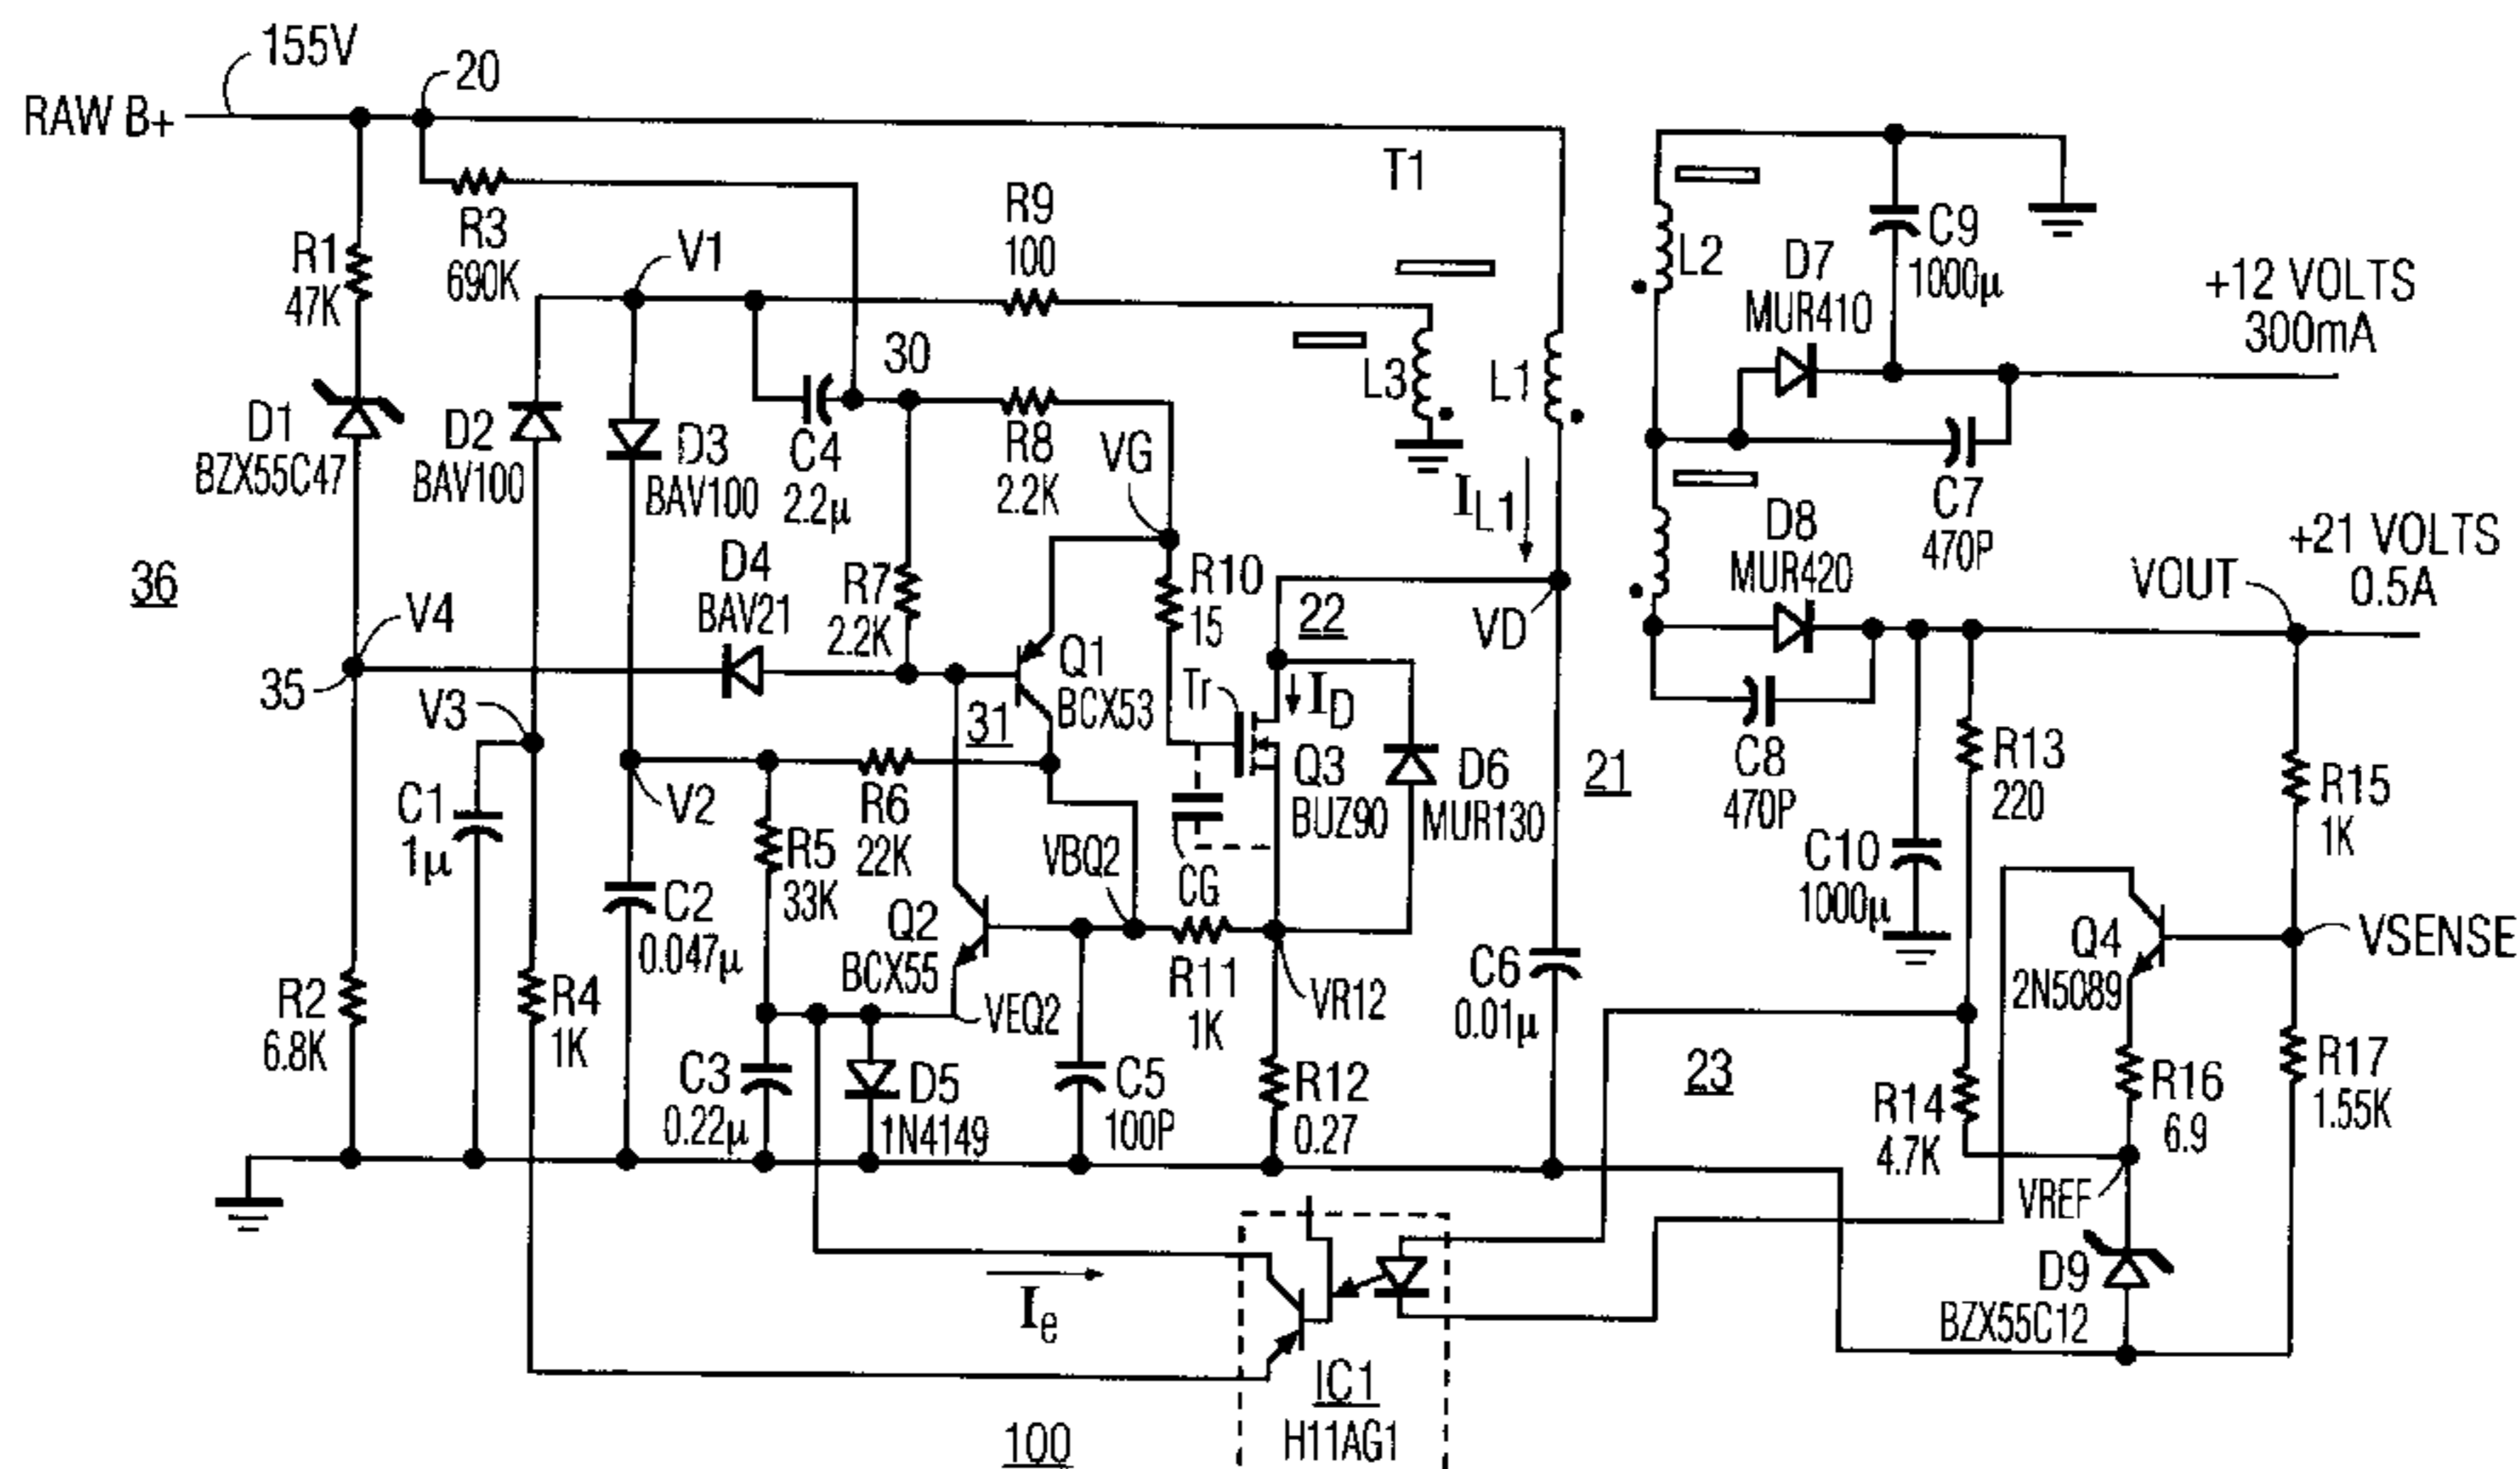 155V
20
RAW B+
T1
R1
47K
R3
690K
R9
100
V1
L2
D7
MUR410
C9
1000µ
+12 VOLTS
300mA
30
L3
L1
D1
BZX55C47
D2
BAV100
D3
BAV100
C4
2.2µ
R8
2.2K
VG
IL1
C7
470P
36
D4
BAV21
R7
2.2K
R10
15
22
VD
D8
MUR420
VOUT
+21 VOLTS
0.5A
V4
35
V3
31
Q1
BCX53
Tr
ID
Q3
BUZ90
D6
MUR130
21
C8
470P
R13
220
R15
1K
C1
1µ
V2
R5
33K
R6
22K
VBQ2
CG
C10
1000µ
C2
0.047µ
Q2
BCX55
Q4
2N5089
VSENSE
R2
6.8K
R4
1K
VEQ2
R11
1K
VR12
C6
0.01µ
C3
0.22µ
D5
1N4149
C5
100P
R12
0.27
23
R14
4.7K
R16
6.9
R17
1.55K
VREF
D9
BZX55C12
Ie
IC1
H11AG1
100